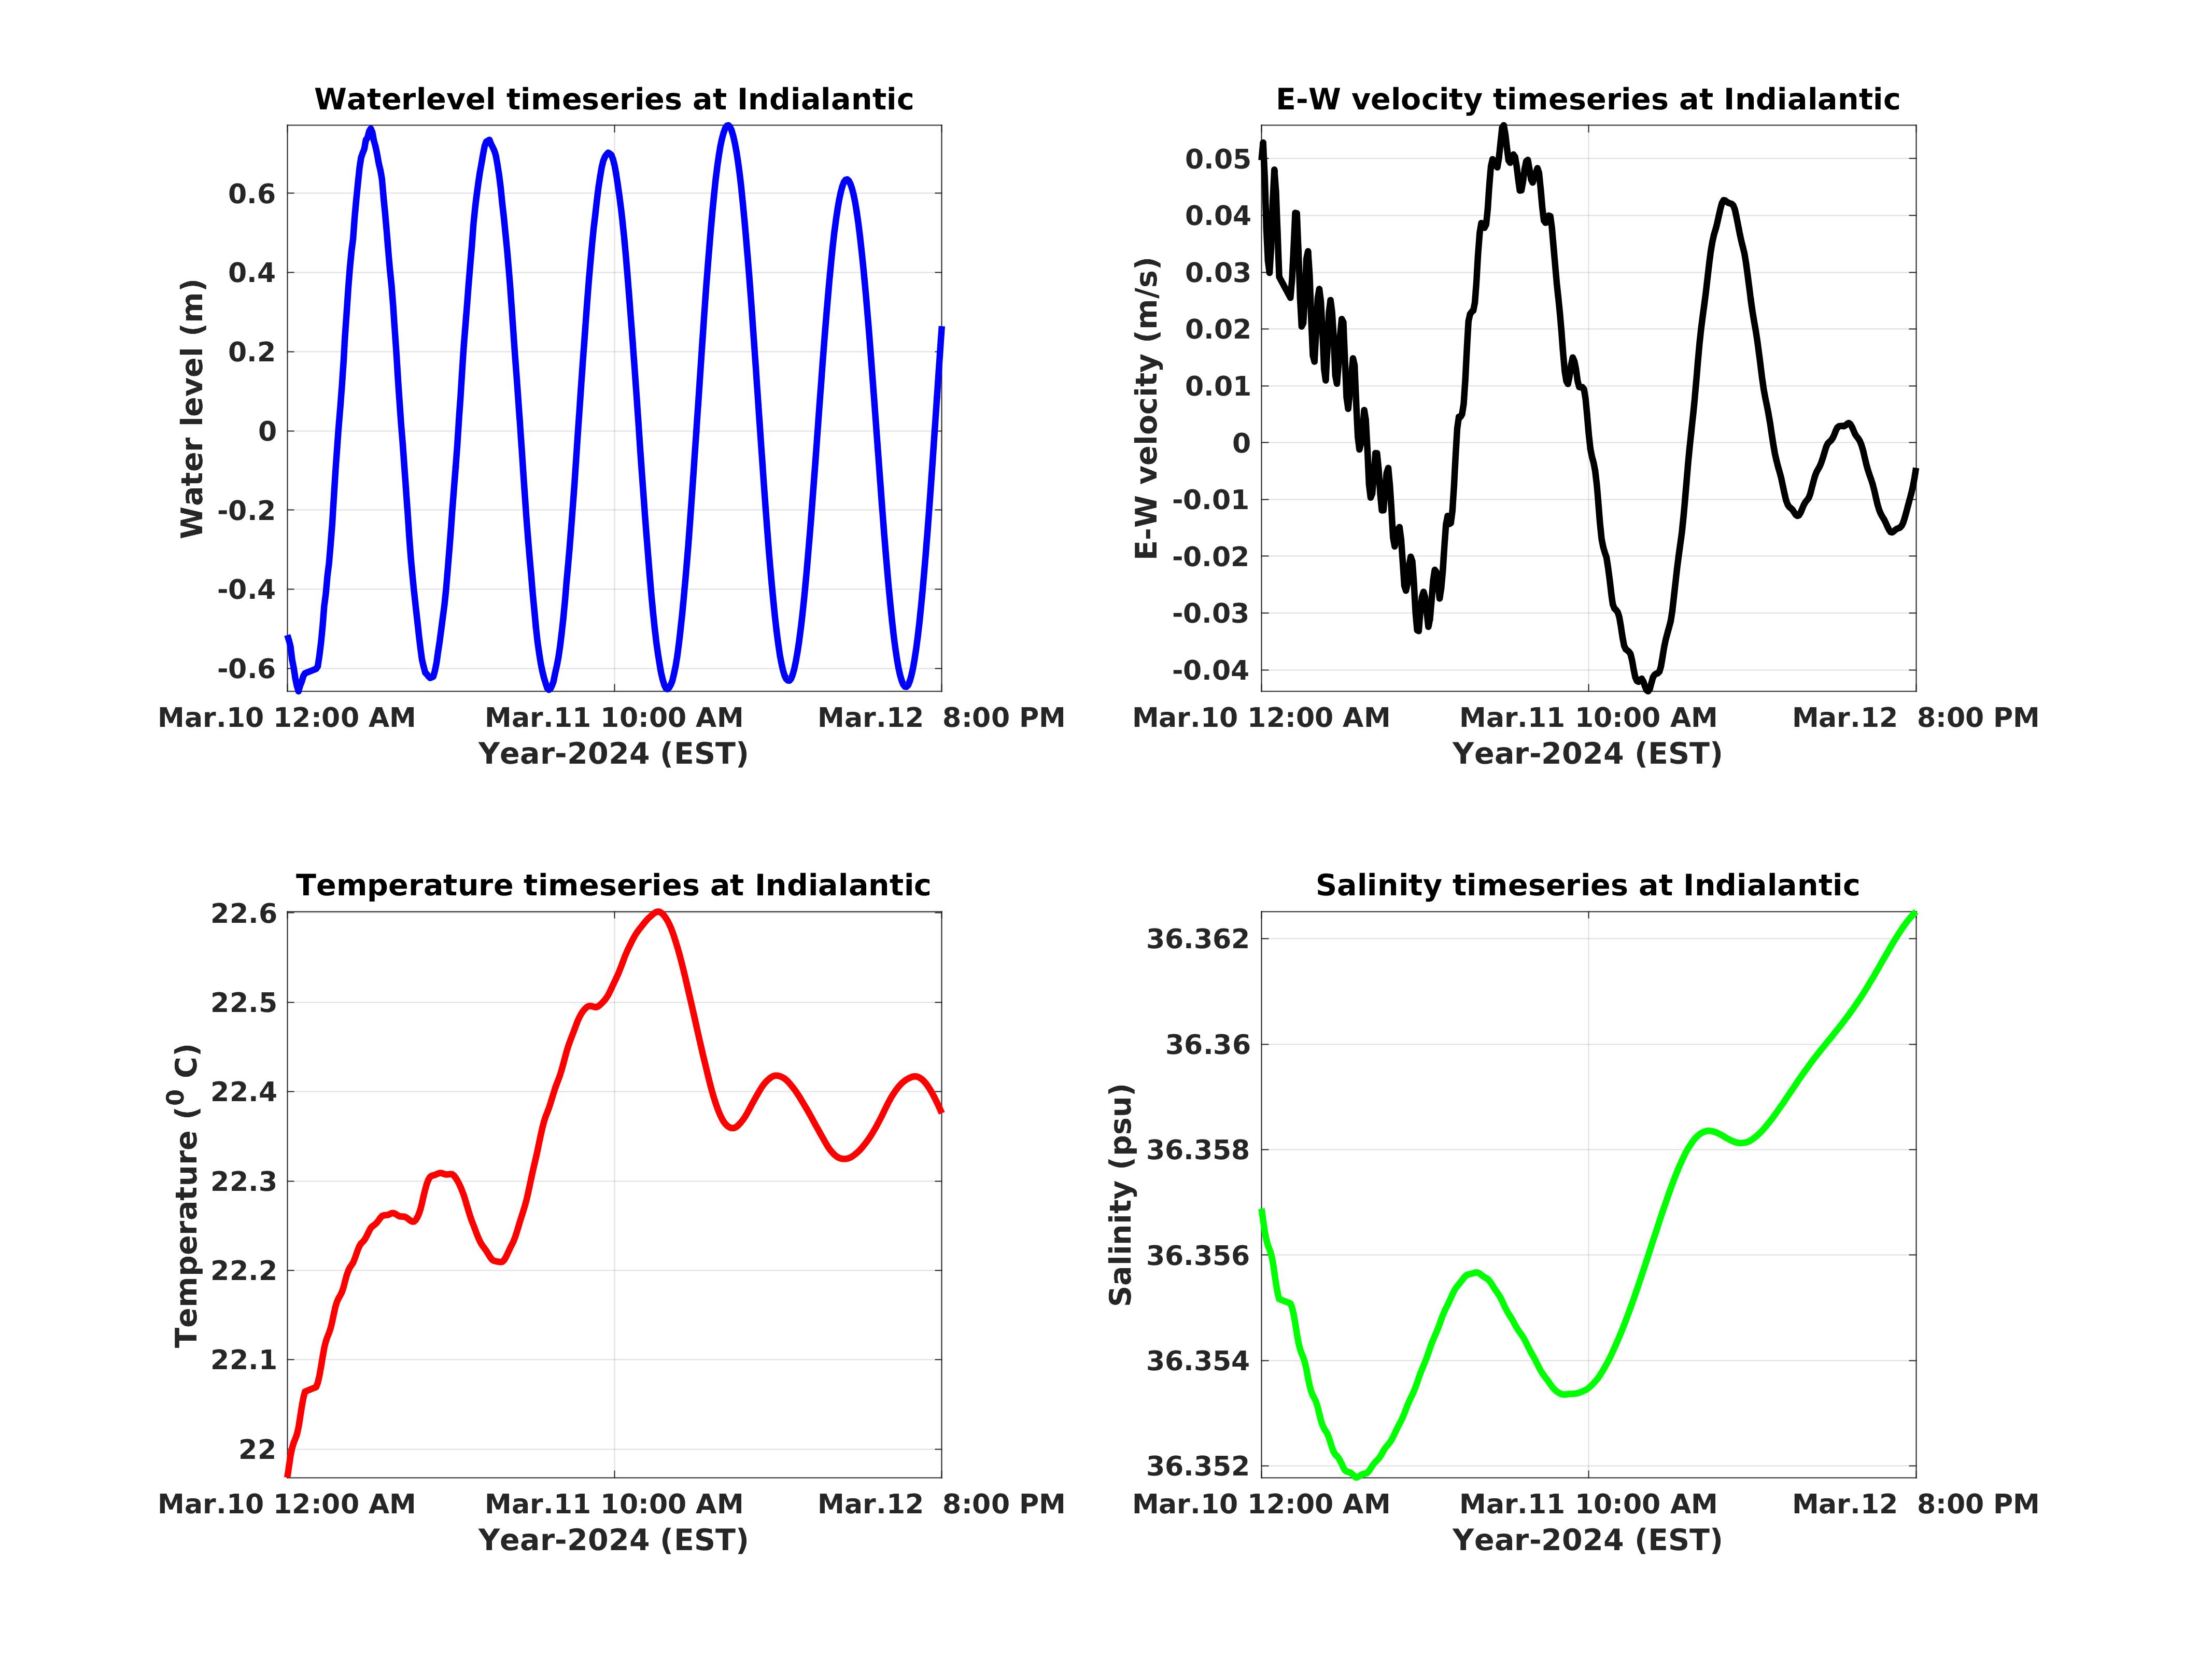 Waterlevel timeseries at Indialantic
Water level (m)
0.6
0.4
0.2
0
-0.2
-0.4
-0.6
Mar.10 12:00 AM Mar.11 10:00 AM Mar.12 8:00 PM
Year-2024 (EST)
E-W velocity timeseries at Indialantic
E-W velocity (m/s)
0.05
0.04
0.03
0.02
0.01
0
-0.01
-0.02
-0.03
-0.04
Mar.10 12:00 AM Mar.11 10:00 AM Mar.12 8:00 PM
Year-2024 (EST)
Temperature timeseries at Indialantic
Temperature (⁰ C)
22.6
22.5
22.4
22.3
22.2
22.1
22
Mar.10 12:00 AM Mar.11 10:00 AM Mar.12 8:00 PM
Year-2024 (EST)
Salinity timeseries at Indialantic
Salinity (psu)
36.362
36.36
36.358
36.356
36.354
36.352
Mar.10 12:00 AM Mar.11 10:00 AM Mar.12 8:00 PM
Year-2024 (EST)